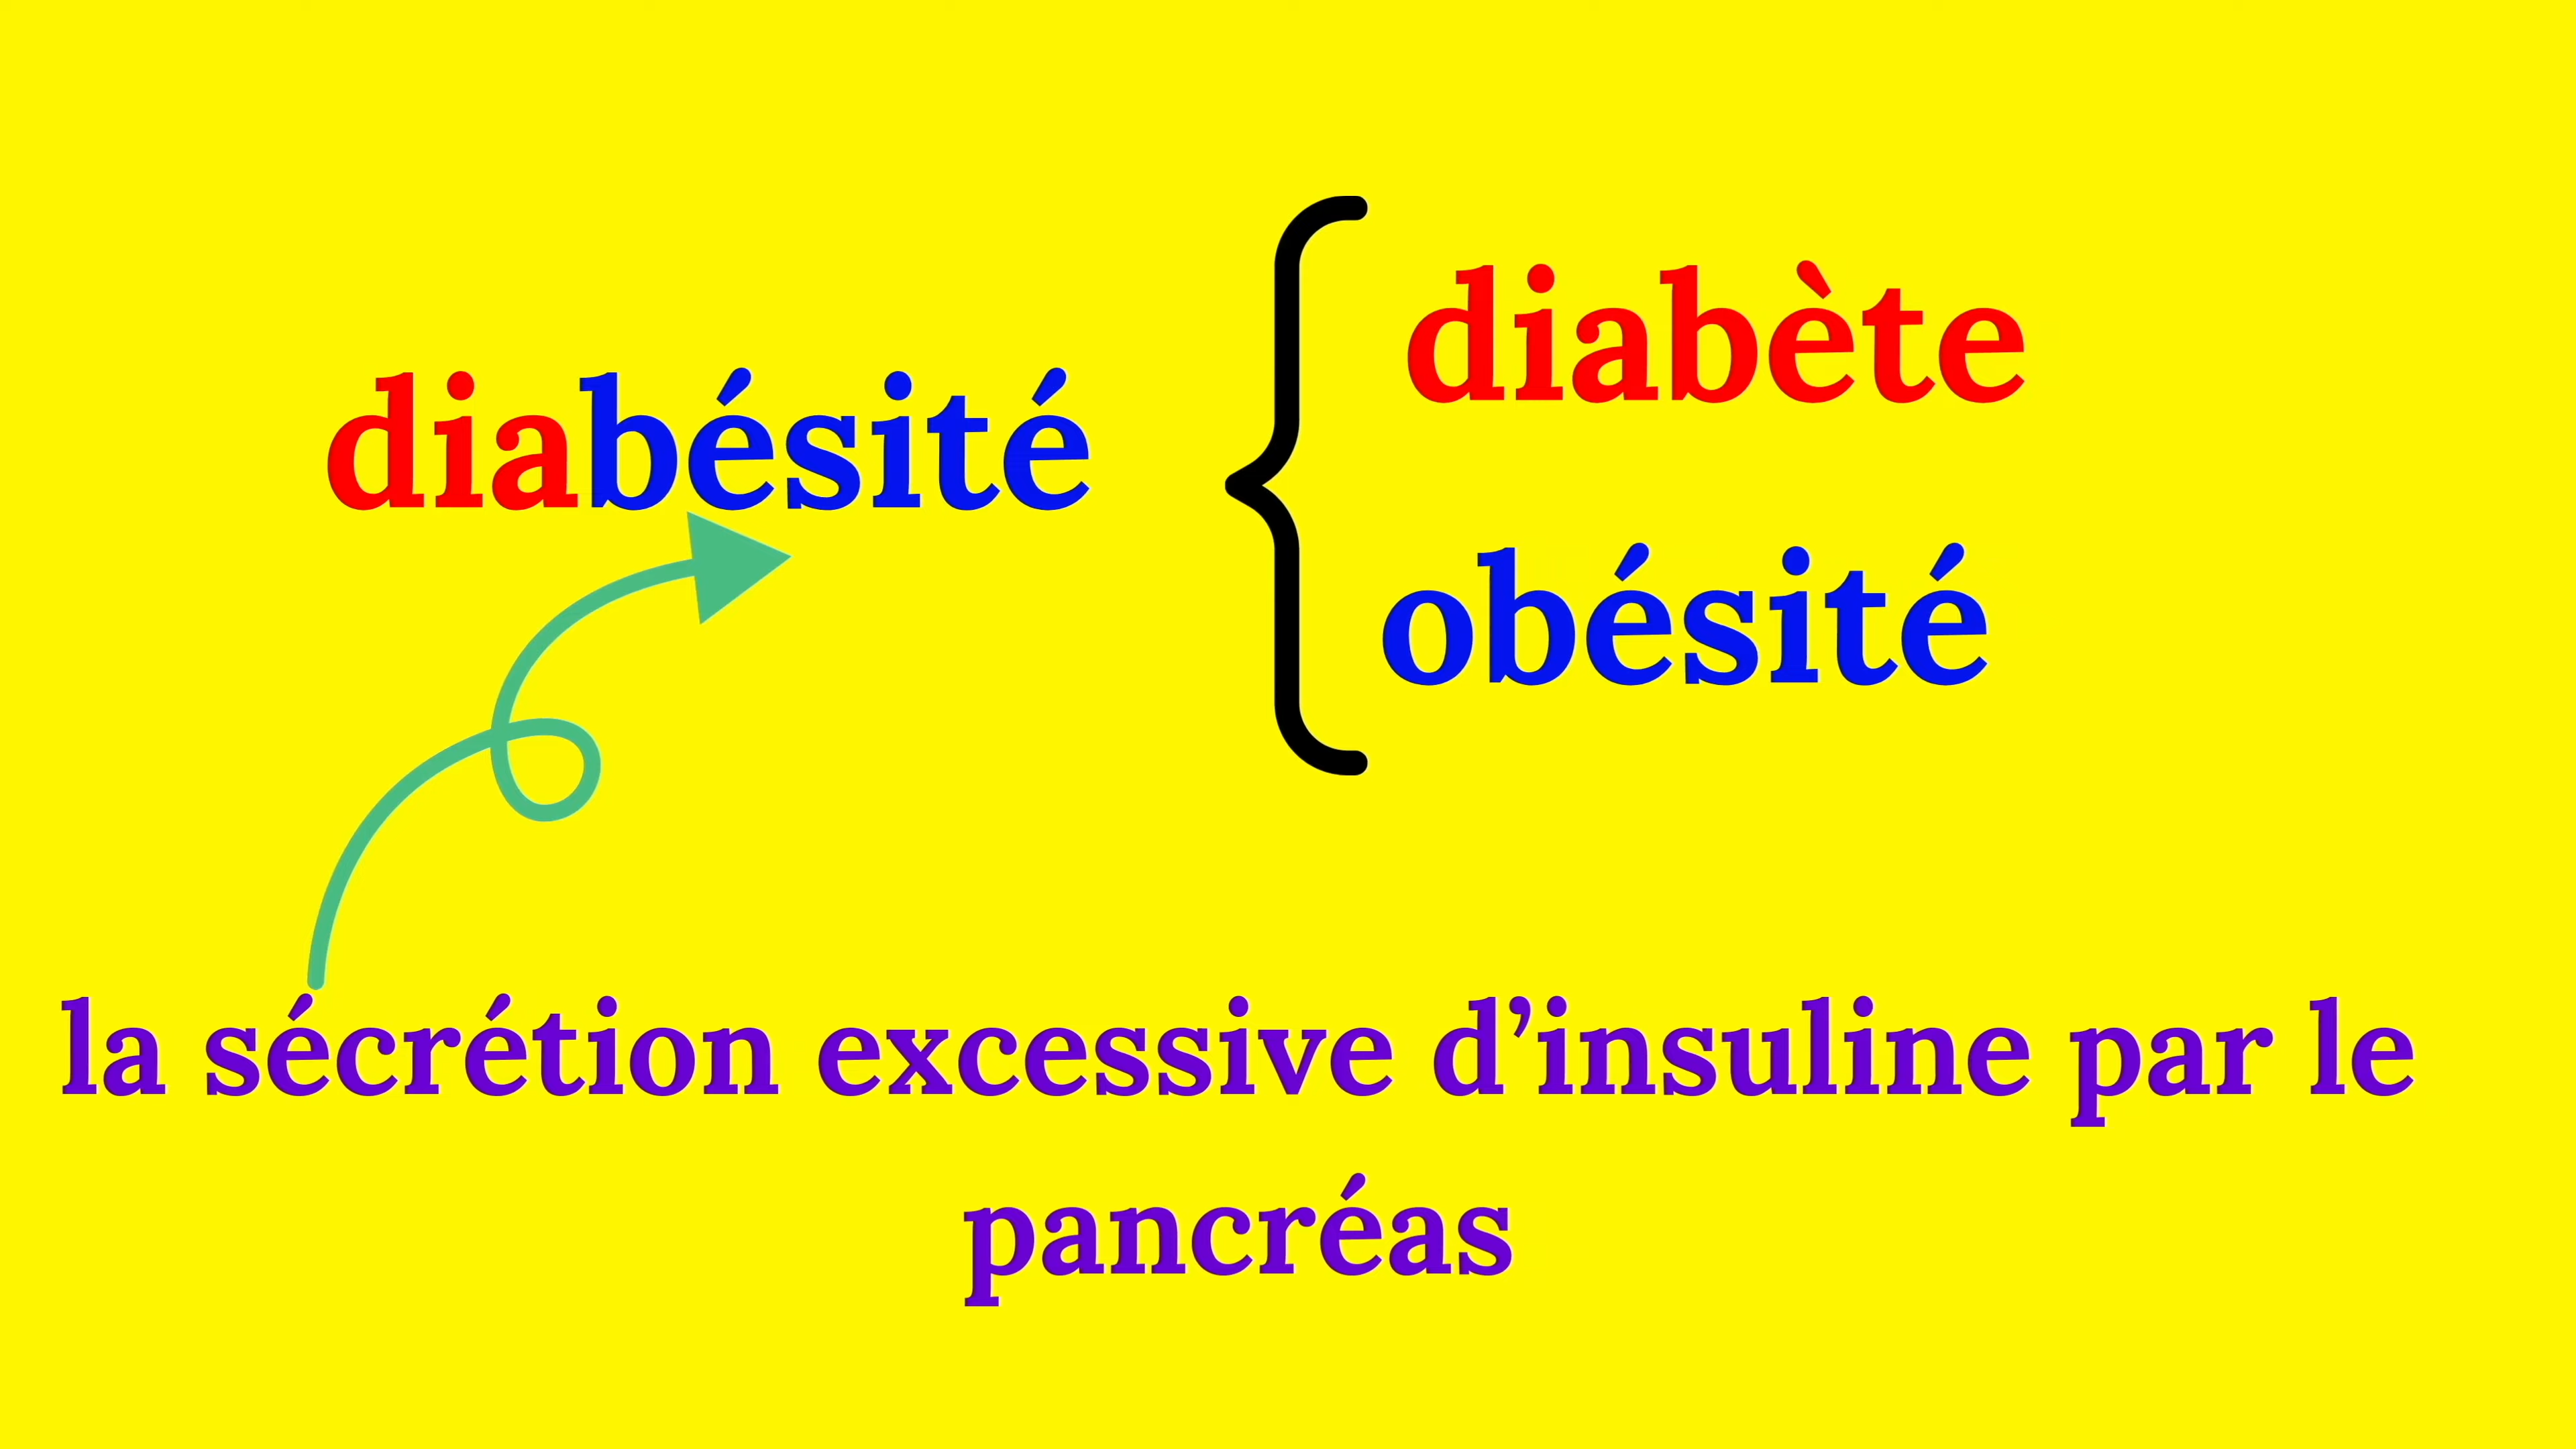 diabésité
diabète
obésité
la sécrétion excessive d’insuline par le
pancréas